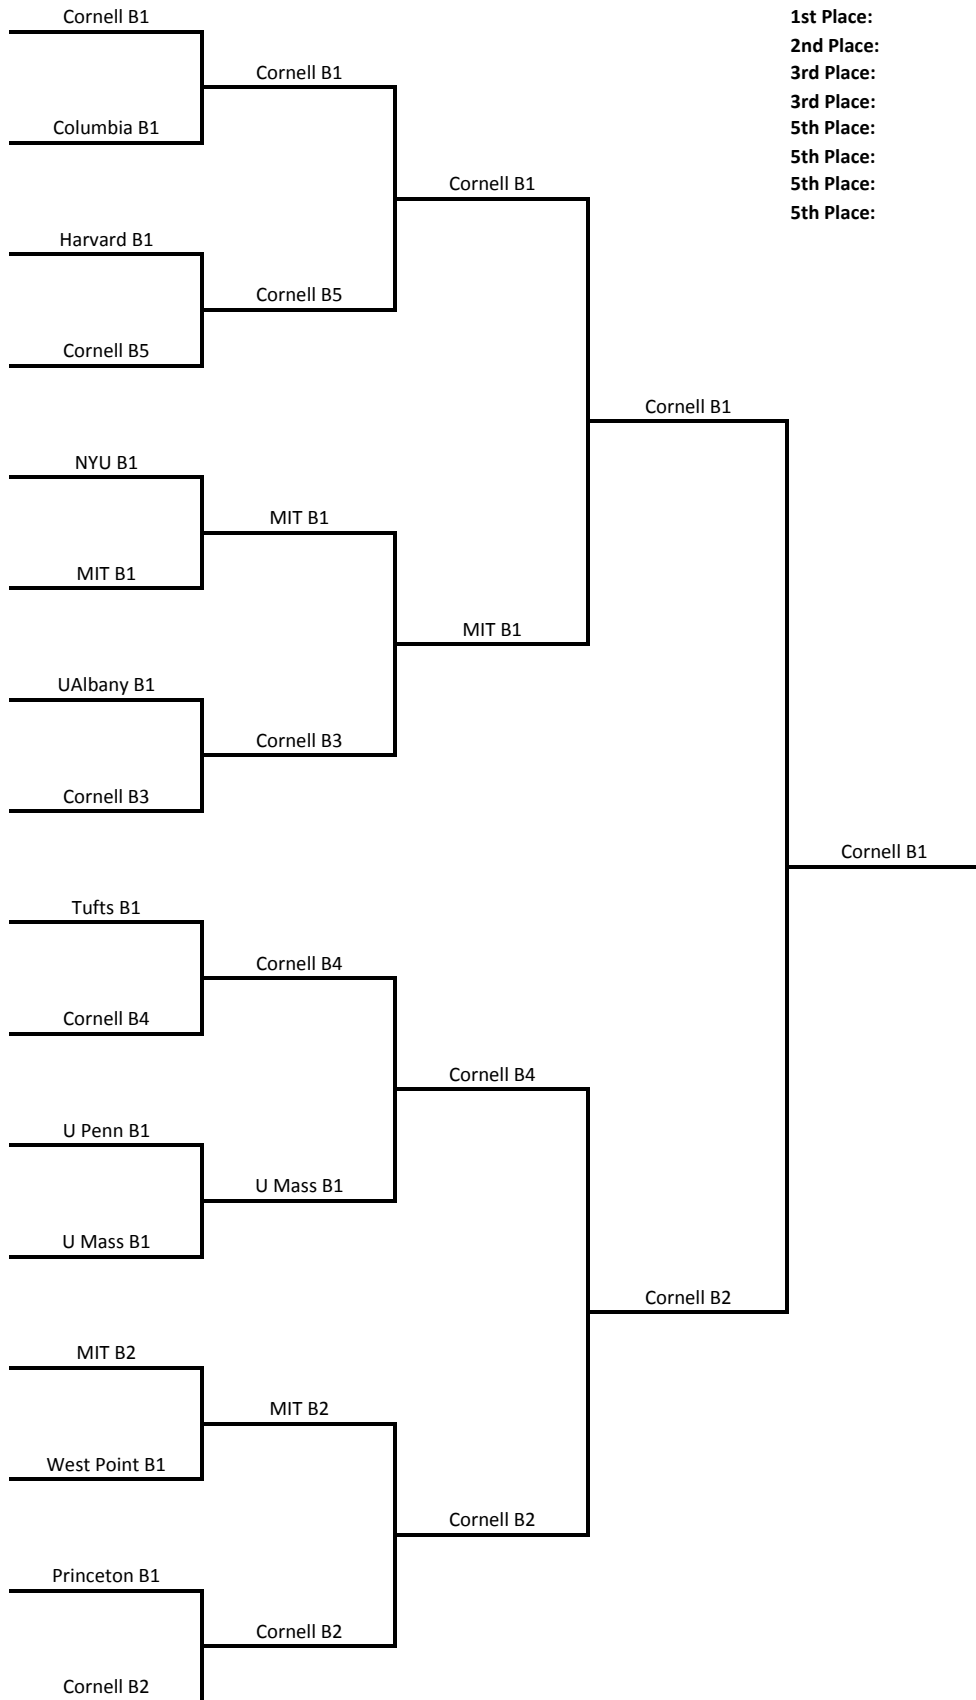 Cornell B1
1st Place:
2nd Place:
Cornell B1
3rd Place:
3rd Place:
Columbia B1
5th Place:
5th Place:
Cornell B1
5th Place:
5th Place:
Harvard B1
Cornell B5
Cornell B5
Cornell B1
NYU B1
MIT B1
MIT B1
MIT B1
UAlbany B1
Cornell B3
Cornell B3
Cornell B1
Tufts B1
Cornell B4
Cornell B4
Cornell B4
U Penn B1
U Mass B1
U Mass B1
Cornell B2
MIT B2
MIT B2
West Point B1
Cornell B2
Princeton B1
Cornell B2
Cornell B2